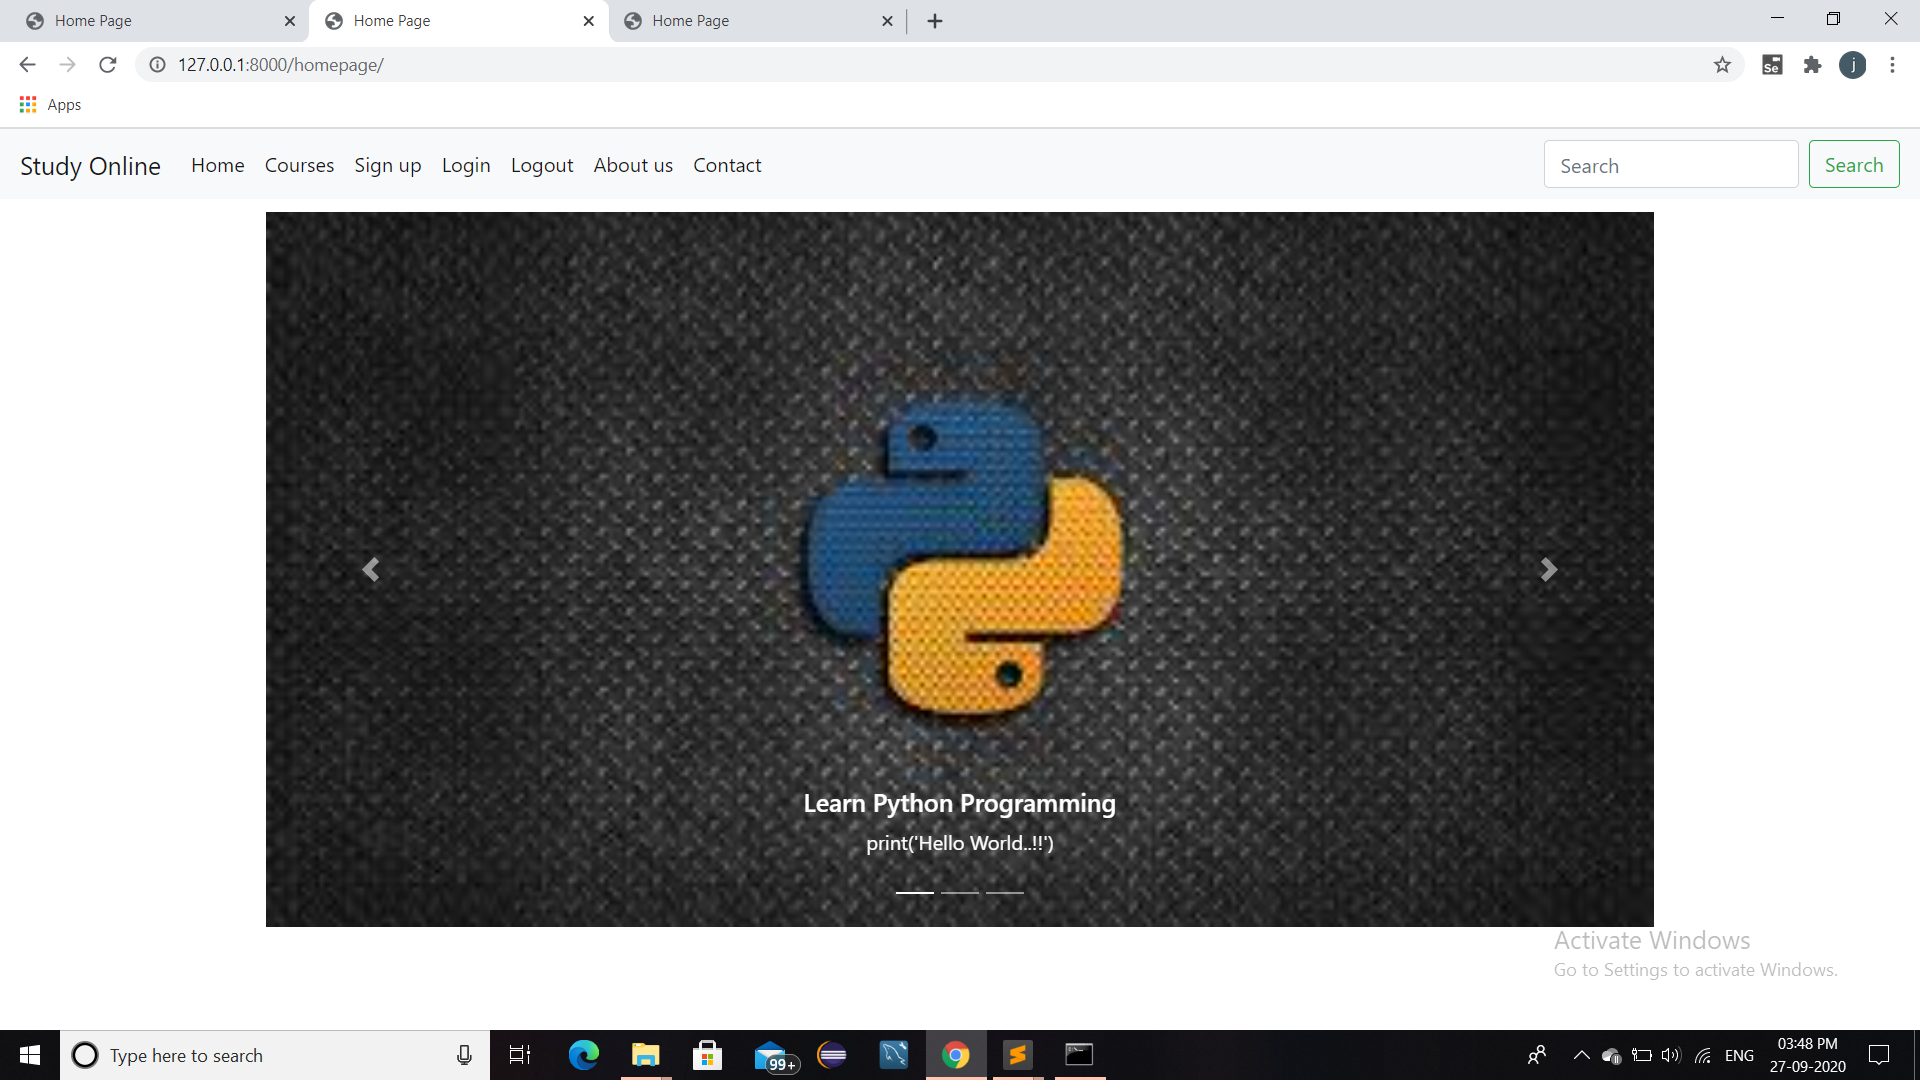 Home Page
Home Page
Home Page
127.0.0.1:8000/homepage/
Se
j
Apps
Study Online Home Courses Sign up Login Logout About us Contact Search Search
Learn Python Programming
print('Hello World..!!')
Activate Windows
Go to Settings to activate Windows.
Type here to search
99+
ENG
03:48 PM
27-09-2020